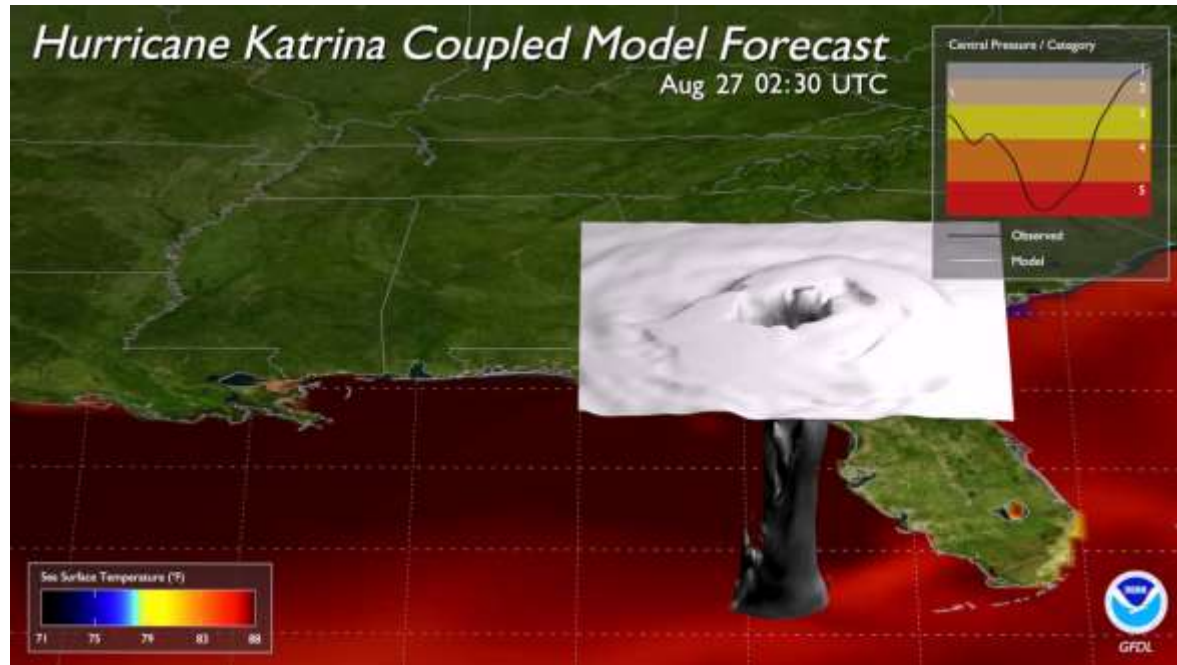 Hurricane Katrina Coupled Model Forecast
Aug 27 02:30 UTC
Central Pressure / Category
1
2
3
4
5
Observed
Model
Sea Surface Temperature (°F)
71 75 79 83 88
NOAA
GFDL